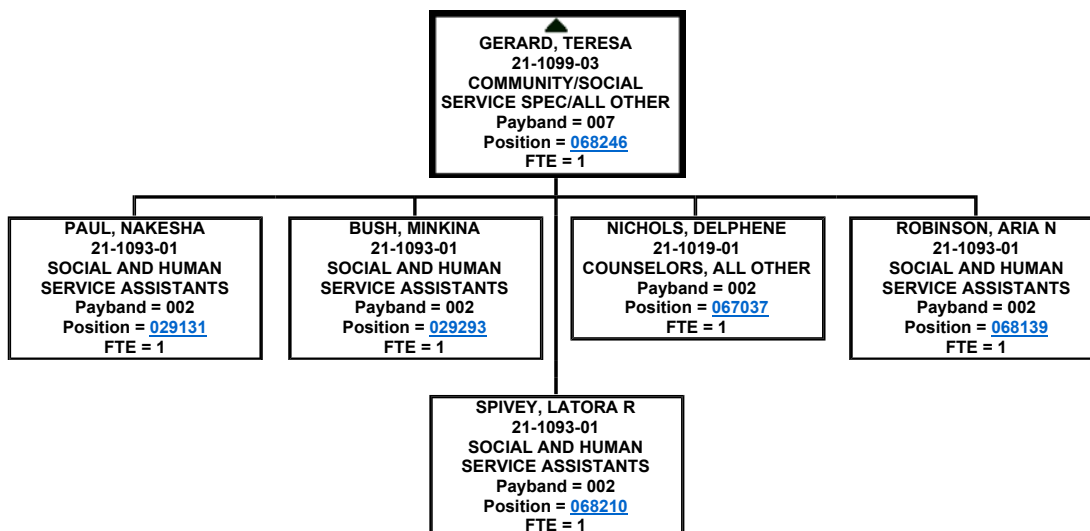 GERARD, TERESA
21-1099-03
COMMUNITY/SOCIAL
SERVICE SPEC/ALL OTHER
Payband = 007
Position = 068246
FTE = 1
PAUL, NAKESHA
21-1093-01
SOCIAL AND HUMAN
SERVICE ASSISTANTS
Payband = 002
Position = 029131
FTE = 1
BUSH, MINKINA
21-1093-01
SOCIAL AND HUMAN
SERVICE ASSISTANTS
Payband = 002
Position = 029293
FTE = 1
NICHOLS, DELPHENE
21-1019-01
COUNSELORS, ALL OTHER
Payband = 002
Position = 067037
FTE = 1
ROBINSON, ARIA N
21-1093-01
SOCIAL AND HUMAN
SERVICE ASSISTANTS
Payband = 002
Position = 068139
FTE = 1
SPIVEY, LATORA R
21-1093-01
SOCIAL AND HUMAN
SERVICE ASSISTANTS
Payband = 002
Position = 068210
FTE = 1